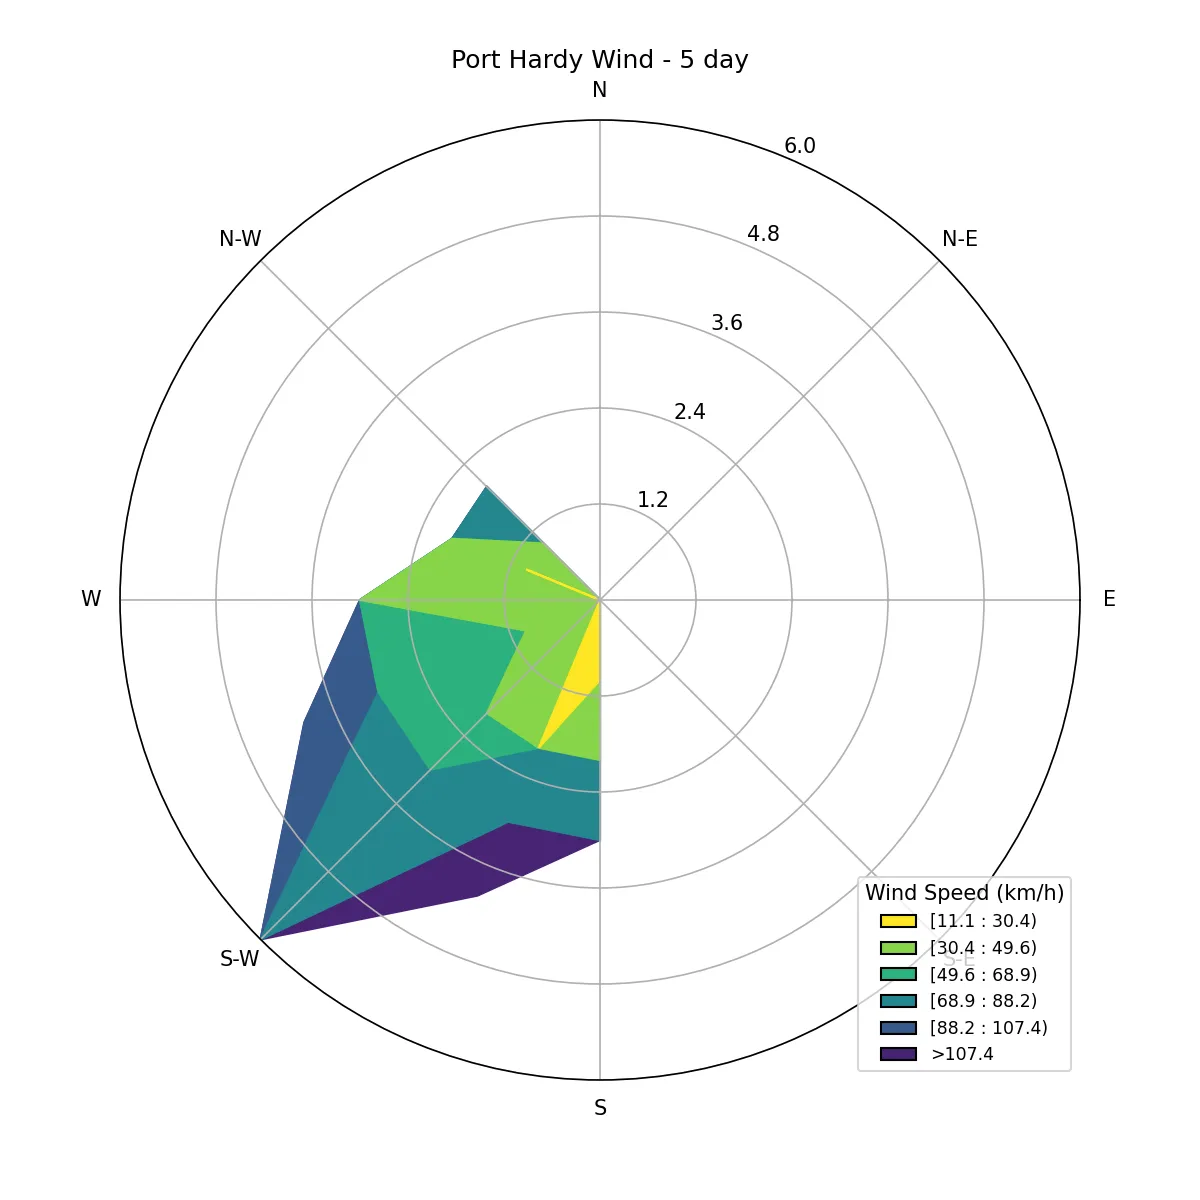 Port Hardy Wind - 5 day
N
6.0
N-W
N-E
4.8
3.6
2.4
1.2
W
E
S-W
S-E
S
Wind Speed (km/h)
[11.1 : 30.4)
[30.4 : 49.6)
[49.6 : 68.9)
[68.9 : 88.2)
[88.2 : 107.4)
>107.4